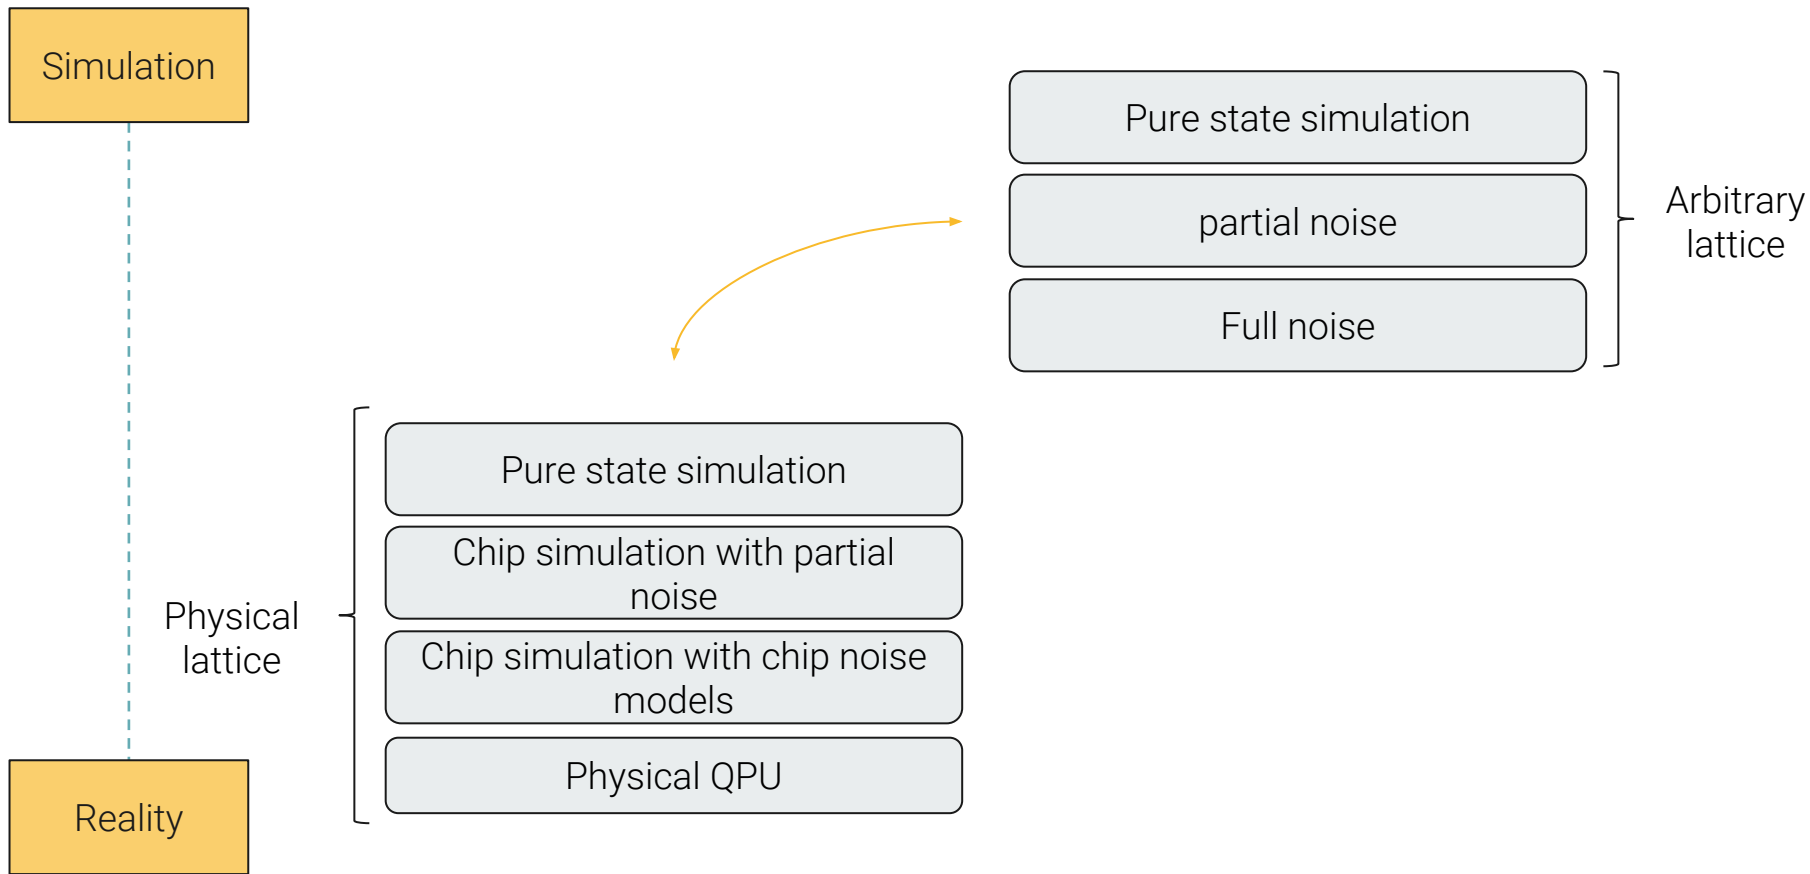 Simulation
Pure state simulation
partial noise
Full noise
Arbitrary
lattice
Pure state simulation
Chip simulation with partial
noise
Chip simulation with chip noise
models
Physical QPU
Physical
lattice
Reality